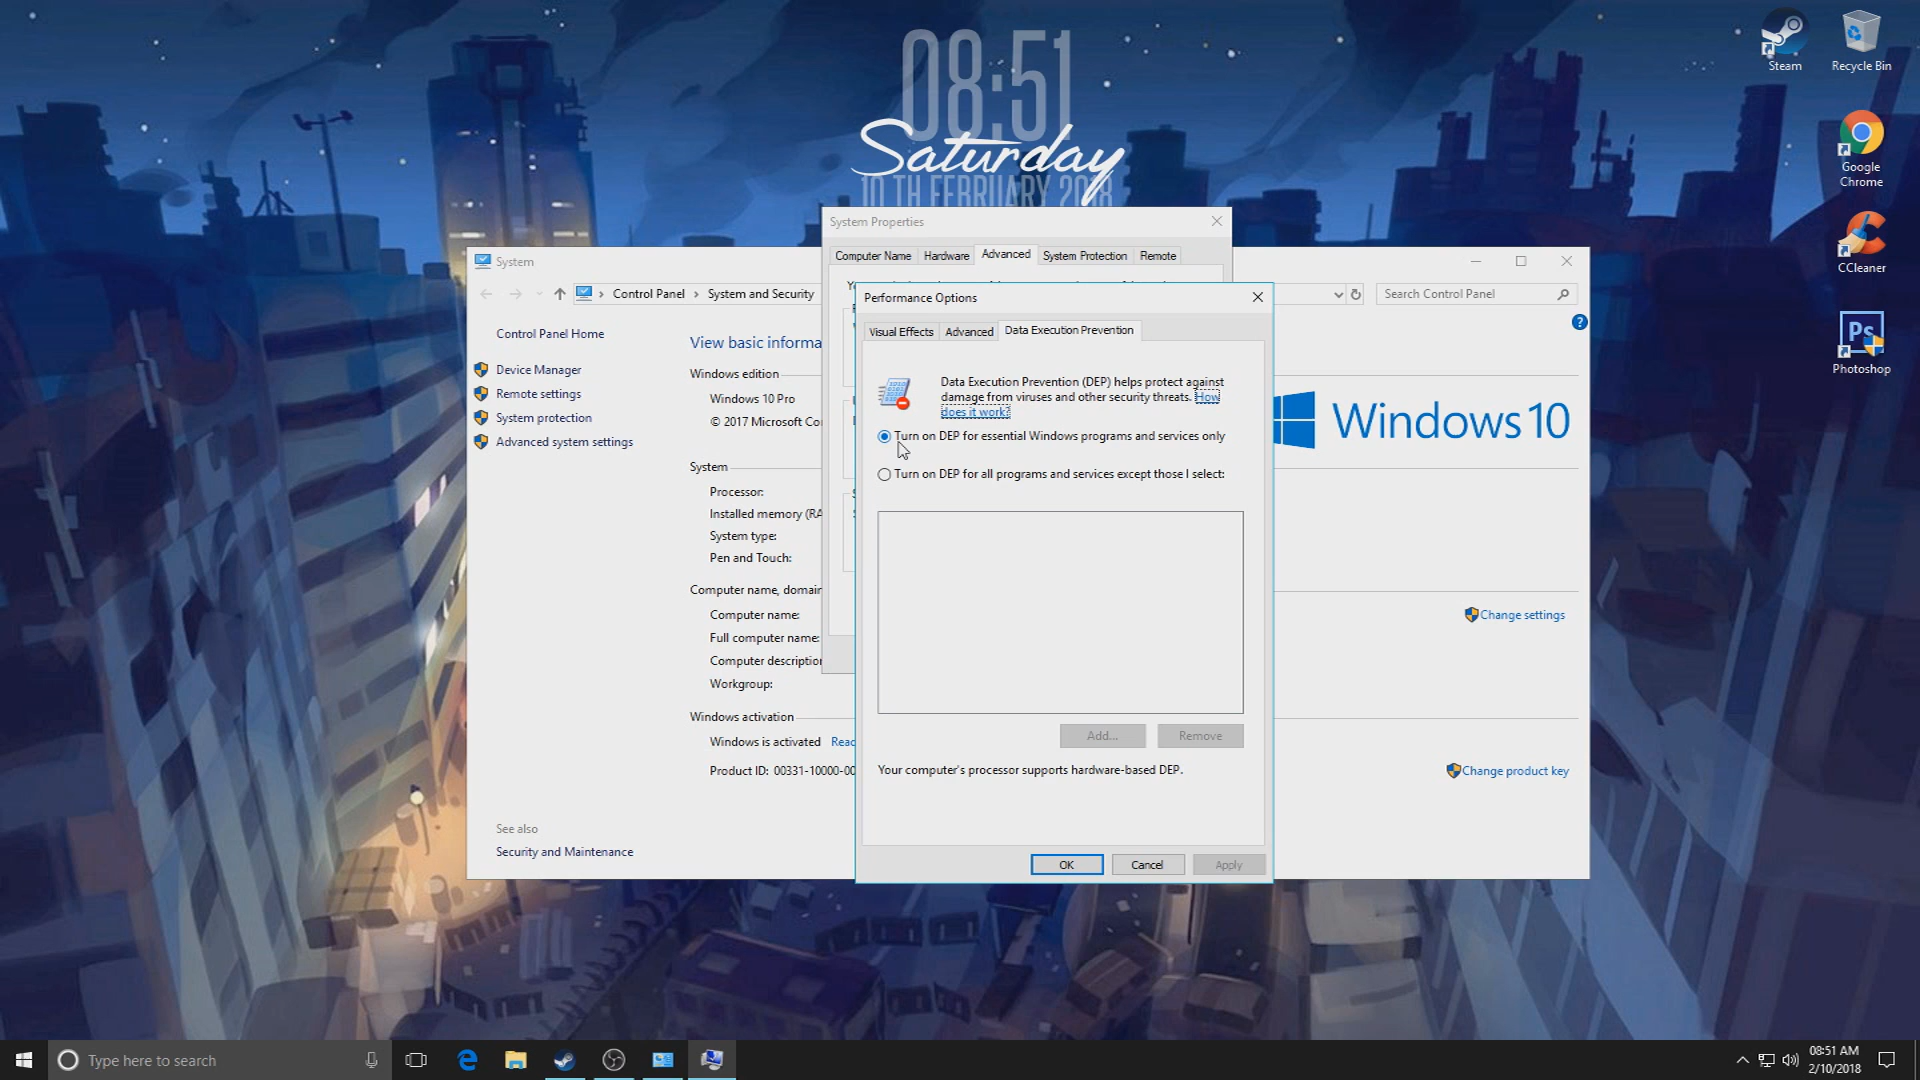 08:51
Saturday
10 TH FEBRUARY 2018
Steam
Recycle Bin
Google
Chrome
CCleaner
Ps
Photoshop
System Properties
Computer Name
Hardware
Advanced
System Protection
Remote
System
Control Panel
System and Security
Search Control Panel
Control Panel Home
Device Manager
Remote settings
System protection
Advanced system settings
See also
Security and Maintenance
View basic informa
Windows edition
Windows 10 Pro
© 2017 Microsoft Co
System
Processor:
Installed memory (RA
System type:
Pen and Touch:
Computer name, domain
Computer name:
Full computer name:
Computer description
Workgroup:
Windows activation
Windows is activated Read
Product ID: 00331-10000-00
Performance Options
Visual Effects
Advanced
Data Execution Prevention
Data Execution Prevention (DEP) helps protect against
damage from viruses and other security threats. How
does it work?
Turn on DEP for essential Windows programs and services only
Turn on DEP for all programs and services except those I select:
Add...
Remove
Your computer's processor supports hardware-based DEP.
OK
Cancel
Apply
Windows 10
Change settings
Change product key
Type here to search
08:51 AM
2/10/2018